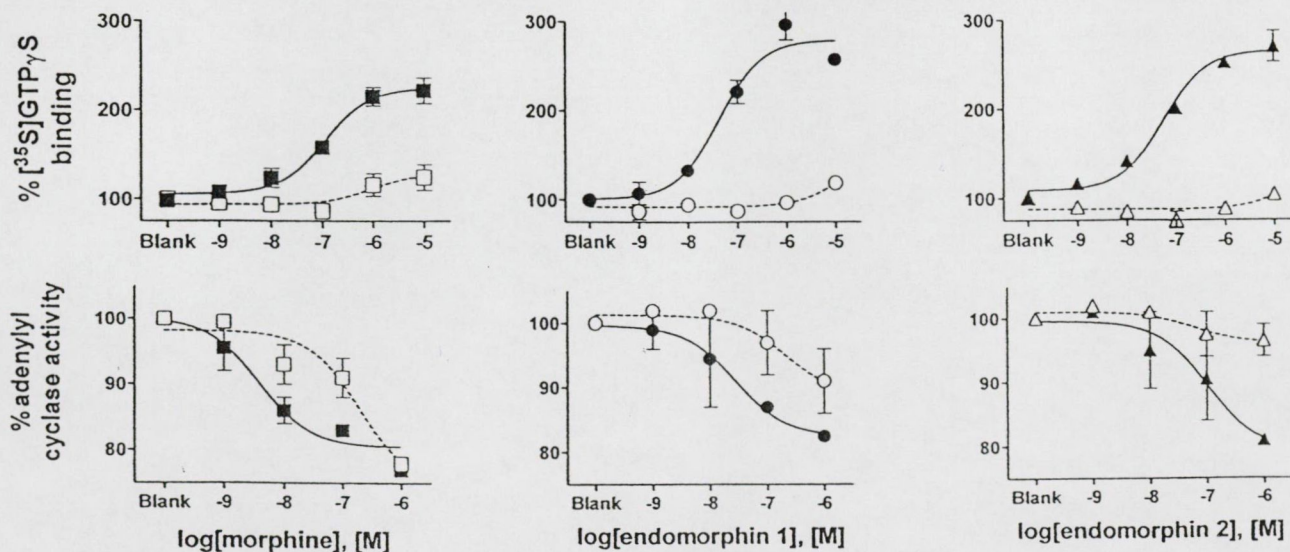 % [³⁵S]GTPγS
binding
300
200
100
Blank -9 -8 -7 -6 -5
300
200
100
Blank -9 -8 -7 -6 -5
300
200
100
Blank -9 -8 -7 -6 -5
% adenylyl
cyclase activity
100
90
80
Blank -9 -8 -7 -6
log[morphine], [M]
100
90
80
Blank -9 -8 -7 -6
log[endomorphin 1], [M]
100
90
80
Blank -9 -8 -7 -6
log[endomorphin 2], [M]